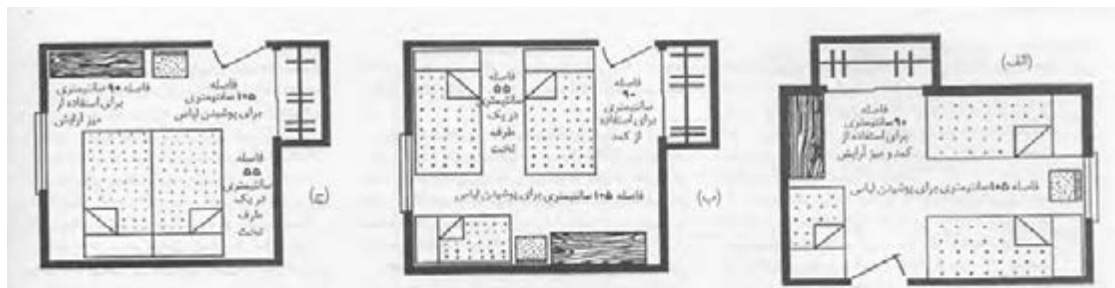 (الف)
فاصله
۹۰ سانتیمتری
برای استفاده از
کمد و میز آرایش
فاصله ۱۰۵ سانتیمتری برای پوشیدن لباس
فاصله
۵۵
سانتیمتری
در یک
طرف
تخت
فاصله
۹۰
سانتیمتری
برای استفاده
از کمد
فاصله ۱۰۵ سانتیمتری برای پوشیدن لباس
(ب)
فاصله ۹۰ سانتیمتری
برای استفاده از
میز آرایش
فاصله
۱۰۵ سانتیمتری
برای پوشیدن لباس
فاصله
۵۵
سانتیمتری
در یک
طرف
تخت
(ج)